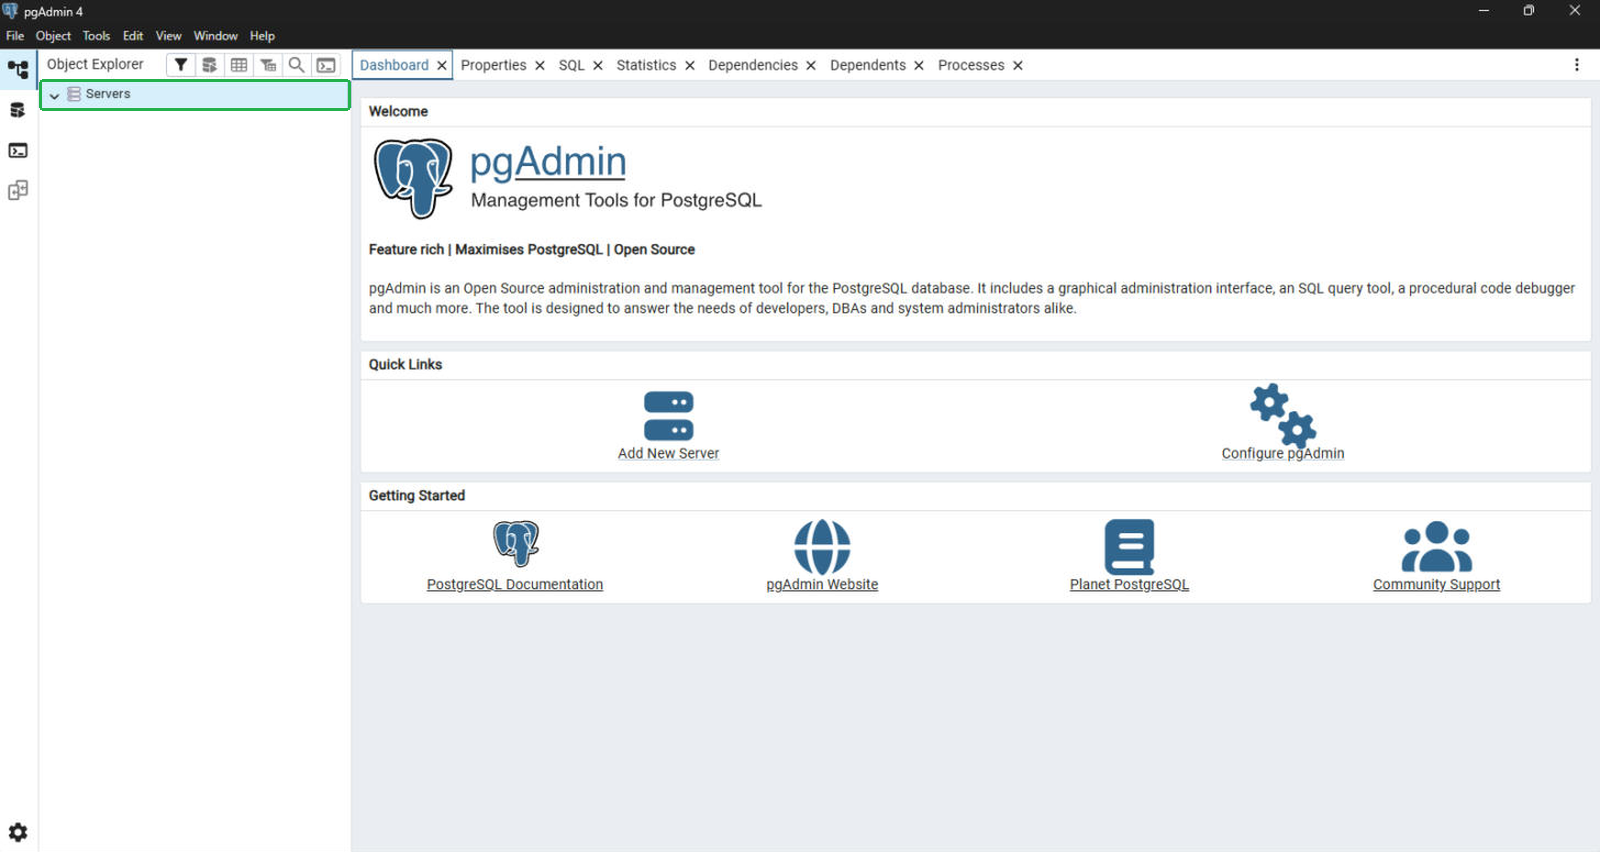 pgAdmin 4
File Object Tools Edit View Window Help
Object Explorer
Dashboard Properties SQL Statistics Dependencies Dependents Processes
Servers
Welcome
pgAdmin
Management Tools for PostgreSQL
Feature rich | Maximises PostgreSQL | Open Source
pgAdmin is an Open Source administration and management tool for the PostgreSQL database. It includes a graphical administration interface, an SQL query tool, a procedural code debugger
and much more. The tool is designed to answer the needs of developers, DBAs and system administrators alike.
Quick Links
Add New Server
Configure pgAdmin
Getting Started
PostgreSQL Documentation
pgAdmin Website
Planet PostgreSQL
Community Support